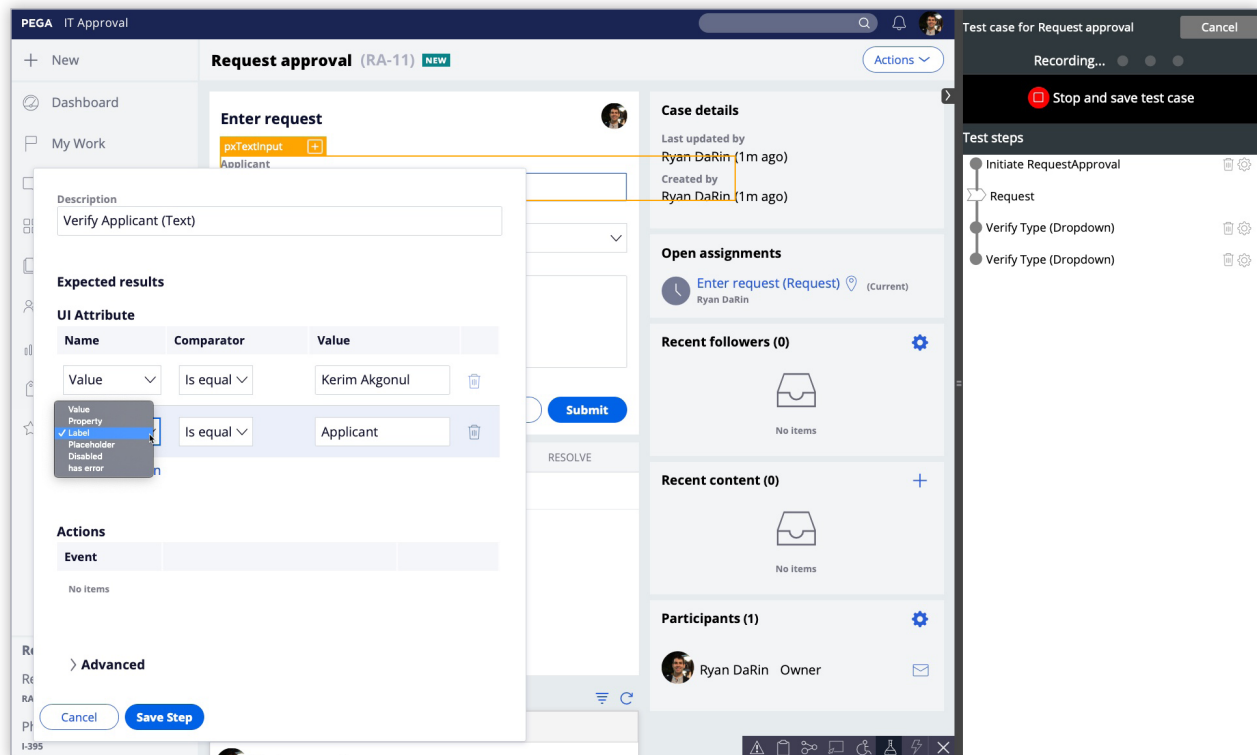 PEGA IT Approval
New
Dashboard
My Work
Request approval (RA-11) NEW
Actions
Enter request
pxTextInput
Applicant
Description
Verify Applicant (Text)
Expected results
UI Attribute
Name Comparator Value
Value Is equal Kerim Akgonul
Value
Property
✓ Label
Placeholder
Disabled
has error
Is equal Applicant
Actions
Event
No items
Advanced
Cancel Save Step
RA
I-395
Submit
RESOLVE
Case details
Last updated by
Ryan DaRin (1m ago)
Created by
Ryan DaRin (1m ago)
Open assignments
Enter request (Request) (Current)
Ryan DaRin
Recent followers (0)
No items
Recent content (0)
No items
Participants (1)
Ryan DaRin Owner
Test case for Request approval Cancel
Recording...
Stop and save test case
Test steps
Initiate RequestApproval
Request
Verify Type (Dropdown)
Verify Type (Dropdown)